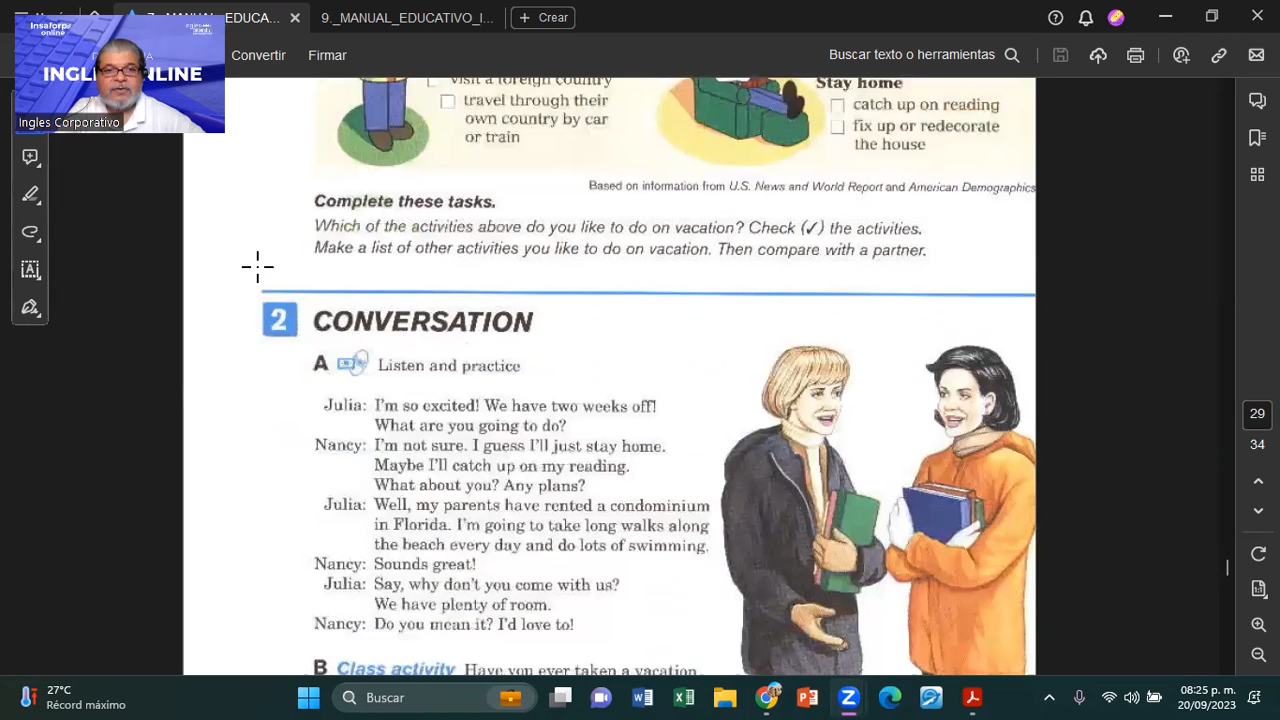 7._MANUAL_EDUCA... ×
9._MANUAL_EDUCATIVO_I...
+ Crear
Insaforp
online
INGL ONLINE
Ingles Corporativo
Convertir
Firmar
Buscar texto o herramientas
visit a foreign country
travel through their
own country by car
or train
Stay home
catch up on reading
fix up or redecorate
the house
Based on information from U.S. News and World Report and American Demographics
Complete these tasks.
Which of the activities above do you like to do on vacation? Check (✓) the activities.
Make a list of other activities you like to do on vacation. Then compare with a partner.
2 CONVERSATION
A Listen and practice
Julia: I'm so excited! We have two weeks off!
What are you going to do?
Nancy: I'm not sure. I guess I'll just stay home.
Maybe I'll catch up on my reading.
What about you? Any plans?
Julia: Well, my parents have rented a condominium
in Florida. I'm going to take long walks along
the beach every day and do lots of swimming.
Nancy: Sounds great!
Julia: Say, why don't you come with us?
We have plenty of room.
Nancy: Do you mean it? I'd love to!
B Class activity Have you ever taken a vacation
29
34
27°C
Récord máximo
Buscar
08:25 p. m.
20/09/2023